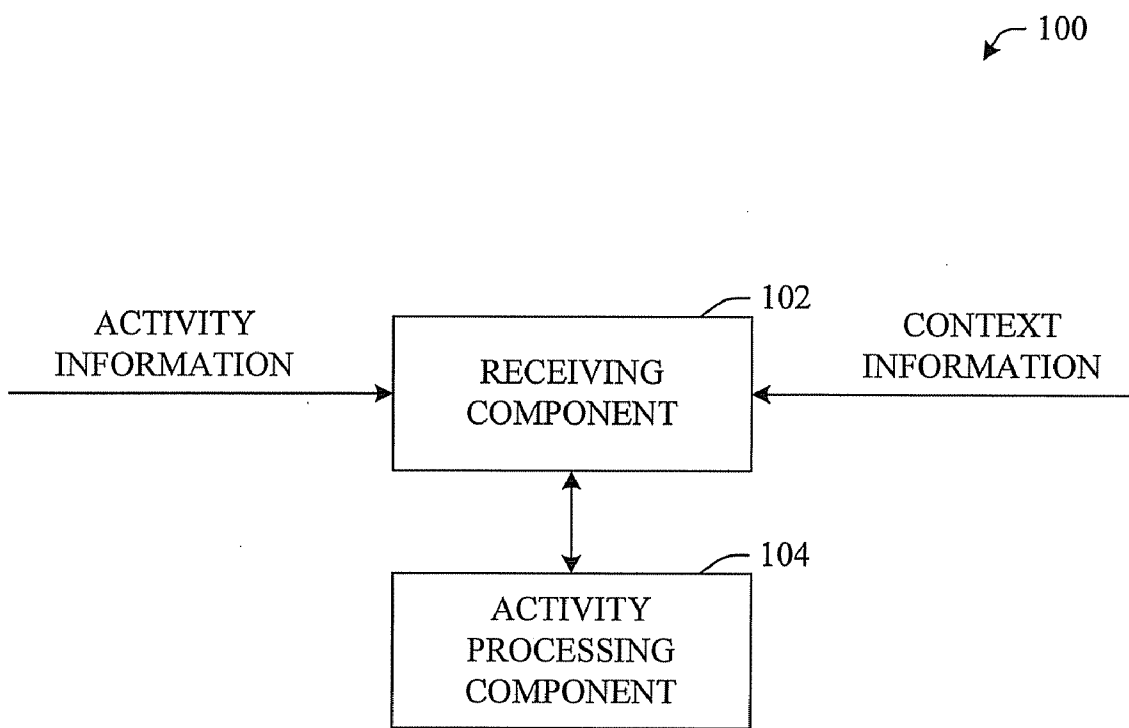 100
102
ACTIVITY
INFORMATION
RECEIVING
COMPONENT
CONTEXT
INFORMATION
104
ACTIVITY
PROCESSING
COMPONENT